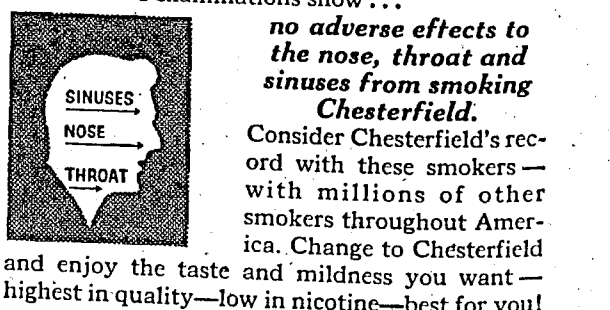 examinations show...
no adverse effects to
the nose, throat and
sinuses from smoking
Chesterfield.
SINUSES
NOSE
THROAT
Consider Chesterfield's rec-
ord with these smokers —
with millions of other
smokers throughout Amer-
ica. Change to Chesterfield
and enjoy the taste and mildness you want —
highest in quality—low in nicotine—best for you!